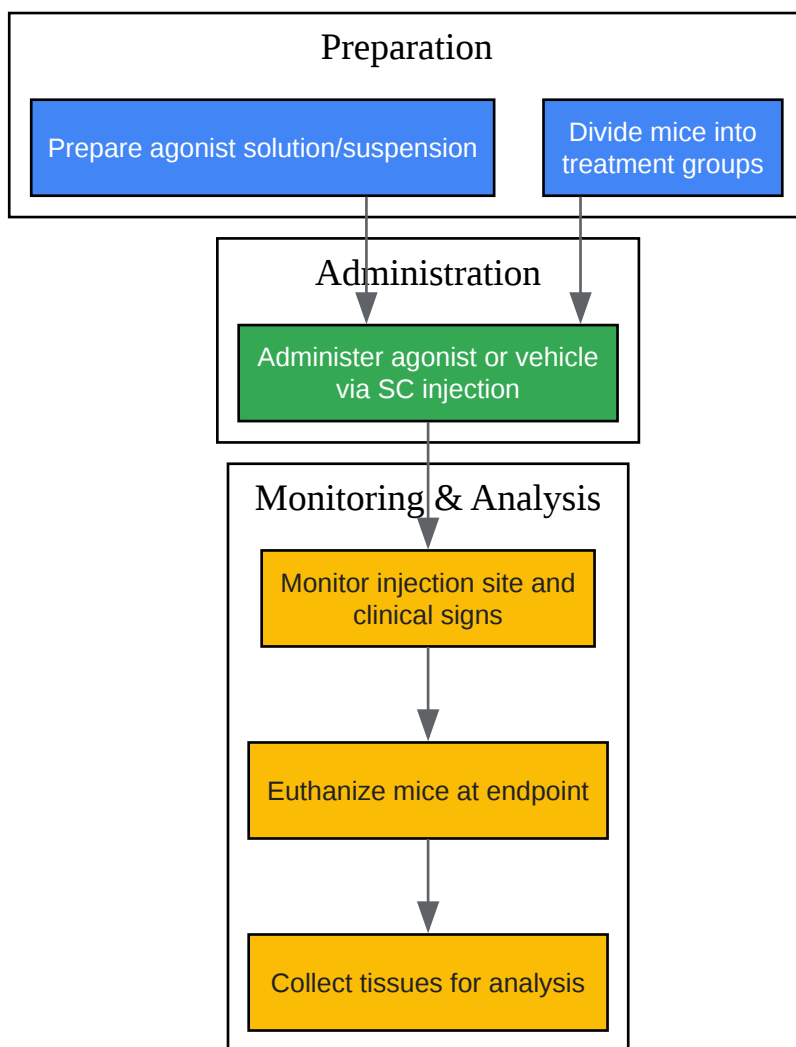 Preparation
Prepare agonist solution/suspension
Divide mice into
treatment groups
Administration
Administer agonist or vehicle
via SC injection
Monitoring & Analysis
Monitor injection site and
clinical signs
Euthanize mice at endpoint
Collect tissues for analysis